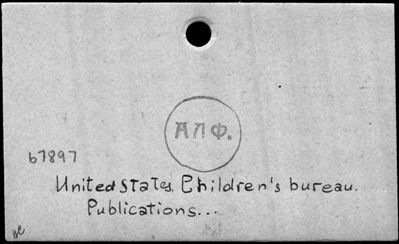 АПФ.
67897
United States. Children's bureau.
Publications...